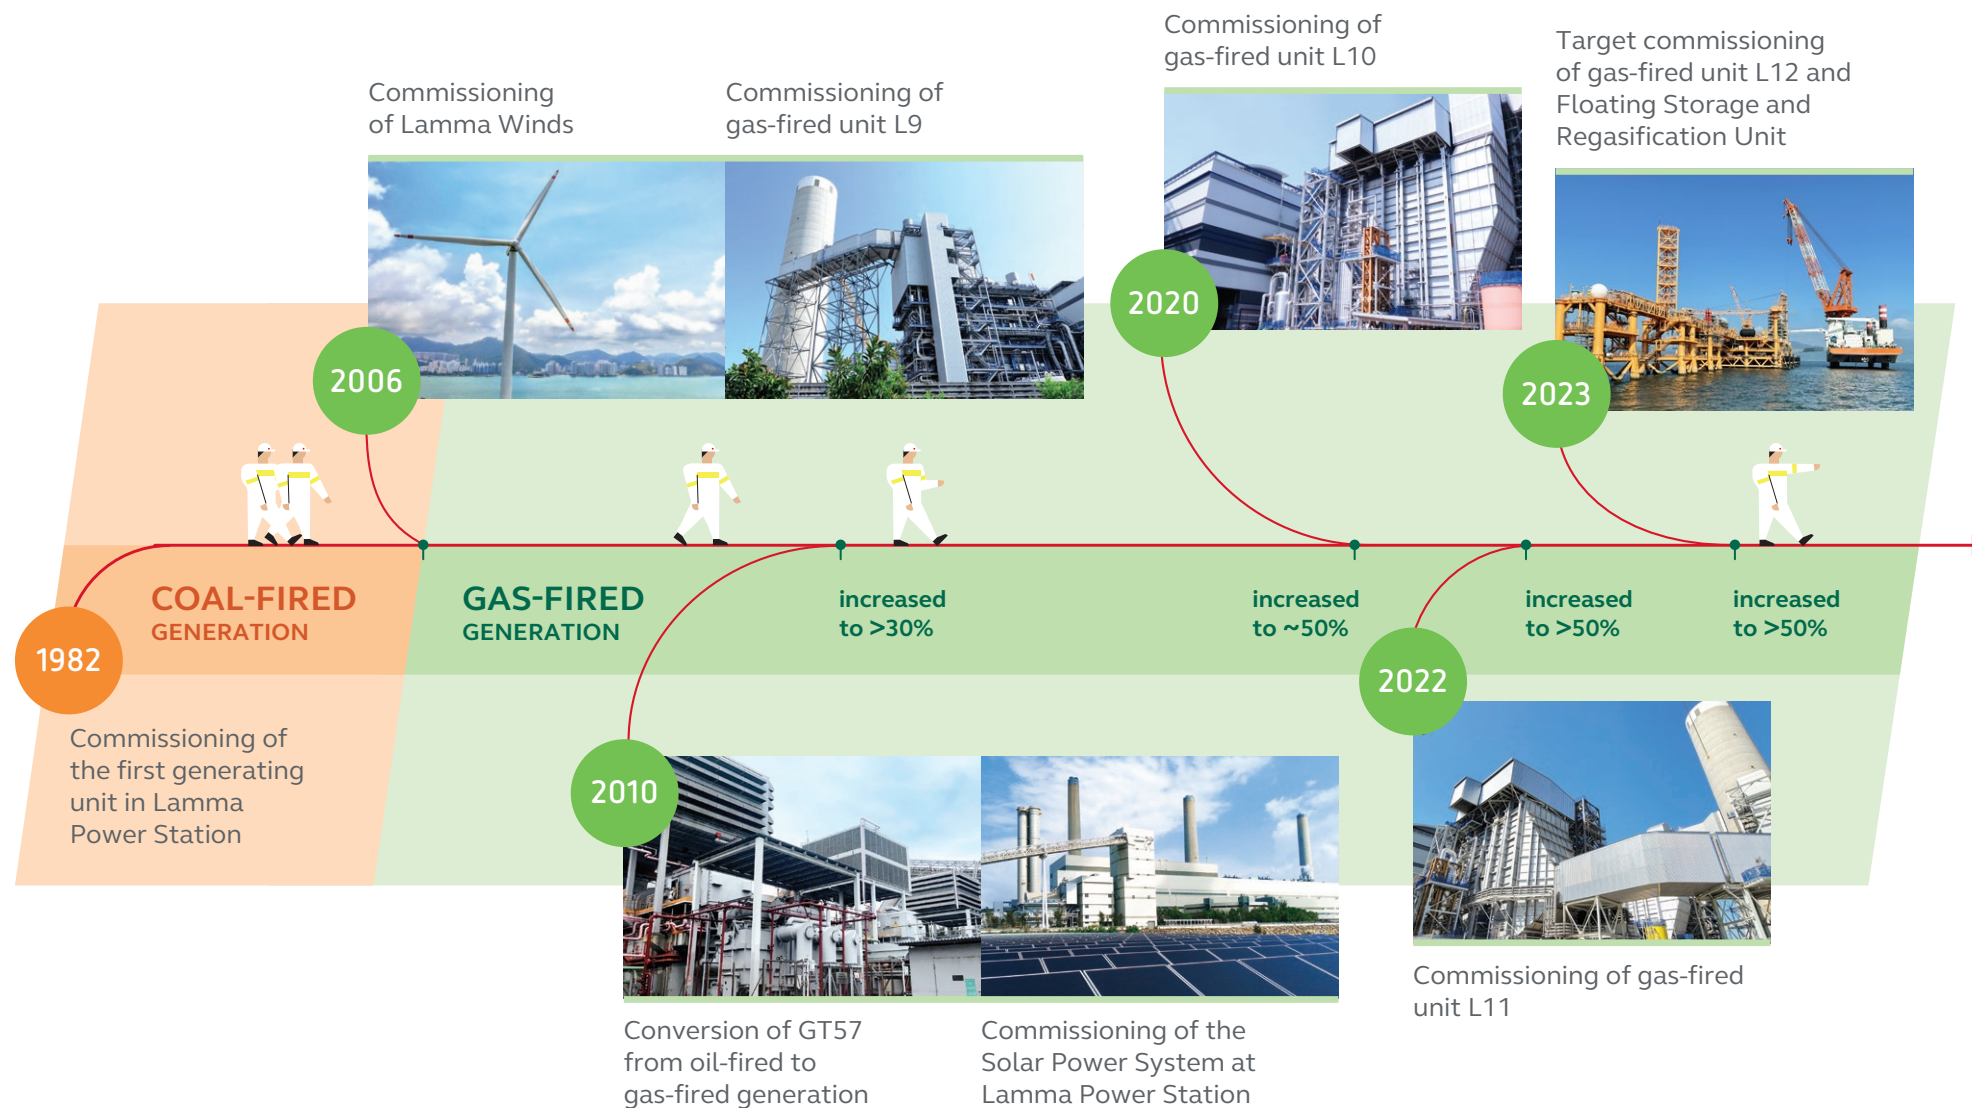 Commissioning
of Lamma Winds
Commissioning of
gas-fired unit L9
Commissioning of
gas-fired unit L10
Target commissioning
of gas-fired unit L12 and
Floating Storage and
Regasification Unit
2006
2020
2023
COAL-FIRED
GENERATION
GAS-FIRED
GENERATION
increased
to >30%
increased
to ~50%
increased
to >50%
increased
to >50%
1982
2010
2022
Commissioning of
the first generating
unit in Lamma
Power Station
Conversion of GT57
from oil-fired to
gas-fired generation
Commissioning of the
Solar Power System at
Lamma Power Station
Commissioning of gas-fired
unit L11